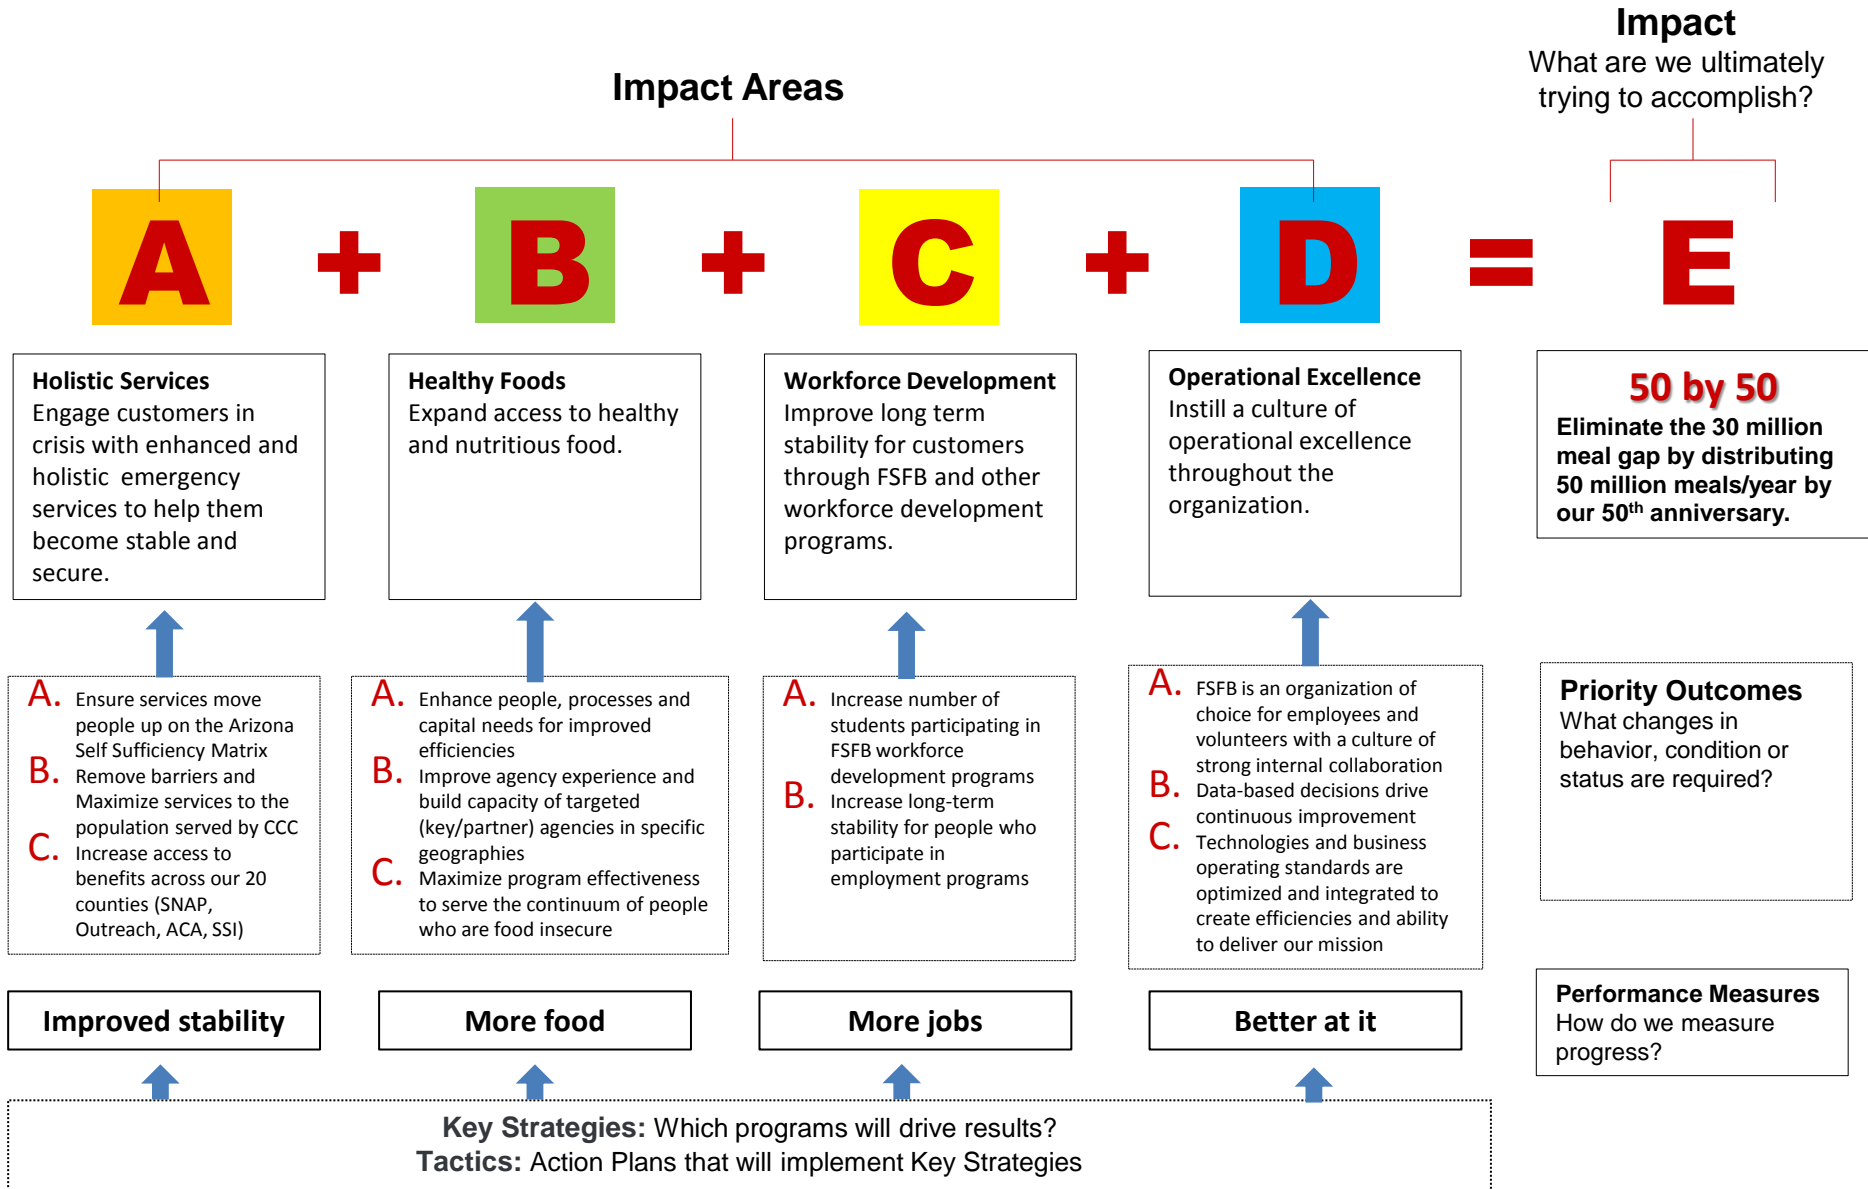 Impact
What are we ultimately
trying to accomplish?
Impact Areas
A + B + C + D = E
Holistic Services
Engage customers in
crisis with enhanced and
holistic emergency
services to help them
become stable and
secure.
Healthy Foods
Expand access to healthy
and nutritious food.
Workforce Development
Improve long term
stability for customers
through FSFB and other
workforce development
programs.
Operational Excellence
Instill a culture of
operational excellence
throughout the
organization.
50 by 50
Eliminate the 30 million
meal gap by distributing
50 million meals/year by
our 50th anniversary.
A. Ensure services move
people up on the Arizona
Self Sufficiency Matrix
B. Remove barriers and
Maximize services to the
population served by CCC
C. Increase access to
benefits across our 20
counties (SNAP,
Outreach, ACA, SSI)
A. Enhance people, processes and
capital needs for improved
efficiencies
B. Improve agency experience and
build capacity of targeted
(key/partner) agencies in specific
geographies
C. Maximize program effectiveness
to serve the continuum of people
who are food insecure
A. Increase number of
students participating in
FSFB workforce
development programs
B. Increase long-term
stability for people who
participate in
employment programs
A. FSFB is an organization of
choice for employees and
volunteers with a culture of
strong internal collaboration
B. Data-based decisions drive
continuous improvement
C. Technologies and business
operating standards are
optimized and integrated to
create efficiencies and ability
to deliver our mission
Priority Outcomes
What changes in
behavior, condition or
status are required?
Improved stability
More food
More jobs
Better at it
Performance Measures
How do we measure
progress?
Key Strategies: Which programs will drive results?
Tactics: Action Plans that will implement Key Strategies